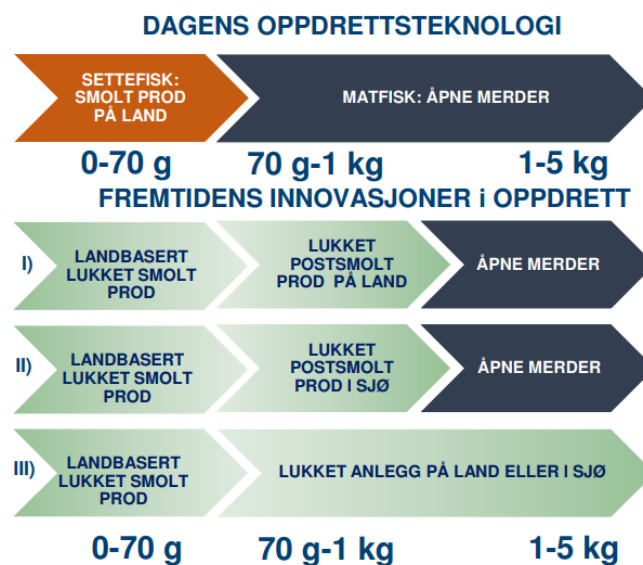 DAGENS OPPDRETTSTEKNOLOGI
SETTEFISK:
SMOLT PROD
PÅ LAND
MATFISK: ÅPNE MERDER
0-70 g 70 g-1 kg 1-5 kg
FREMTIDENS INNOVASJONER i OPPDRETT
I)
LANDBASERT
LUKKET SMOLT
PROD
LUKKET
POSTSMOLT
PROD PÅ LAND
ÅPNE MERDER
II)
LANDBASERT
LUKKET SMOLT
PROD
LUKKET
POSTSMOLT
PROD I SJØ
ÅPNE MERDER
III)
LANDBASERT
LUKKET SMOLT
PROD
LUKKET ANLEGG PÅ LAND ELLER I SJØ
0-70 g 70 g-1 kg 1-5 kg